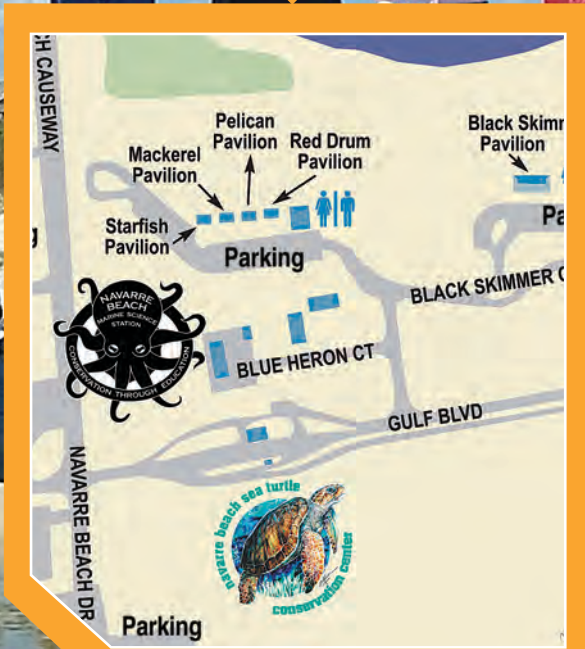 CH CAUSEWAY
Pelican
Pavilion
Red Drum
Pavilion
Mackerel
Pavilion
Starfish
Pavilion
Black Skimm
Pavilion
Parking
Pa
BLACK SKIMMER C
NAVARRE
BEACH
MARINE SCIENCE
STATION
CONSERVATION THROUGH EDUCATION
BLUE HERON CT
GULF BLVD
NAVARRE BEACH DR
navarre beach sea turtle
conservation center
Parking